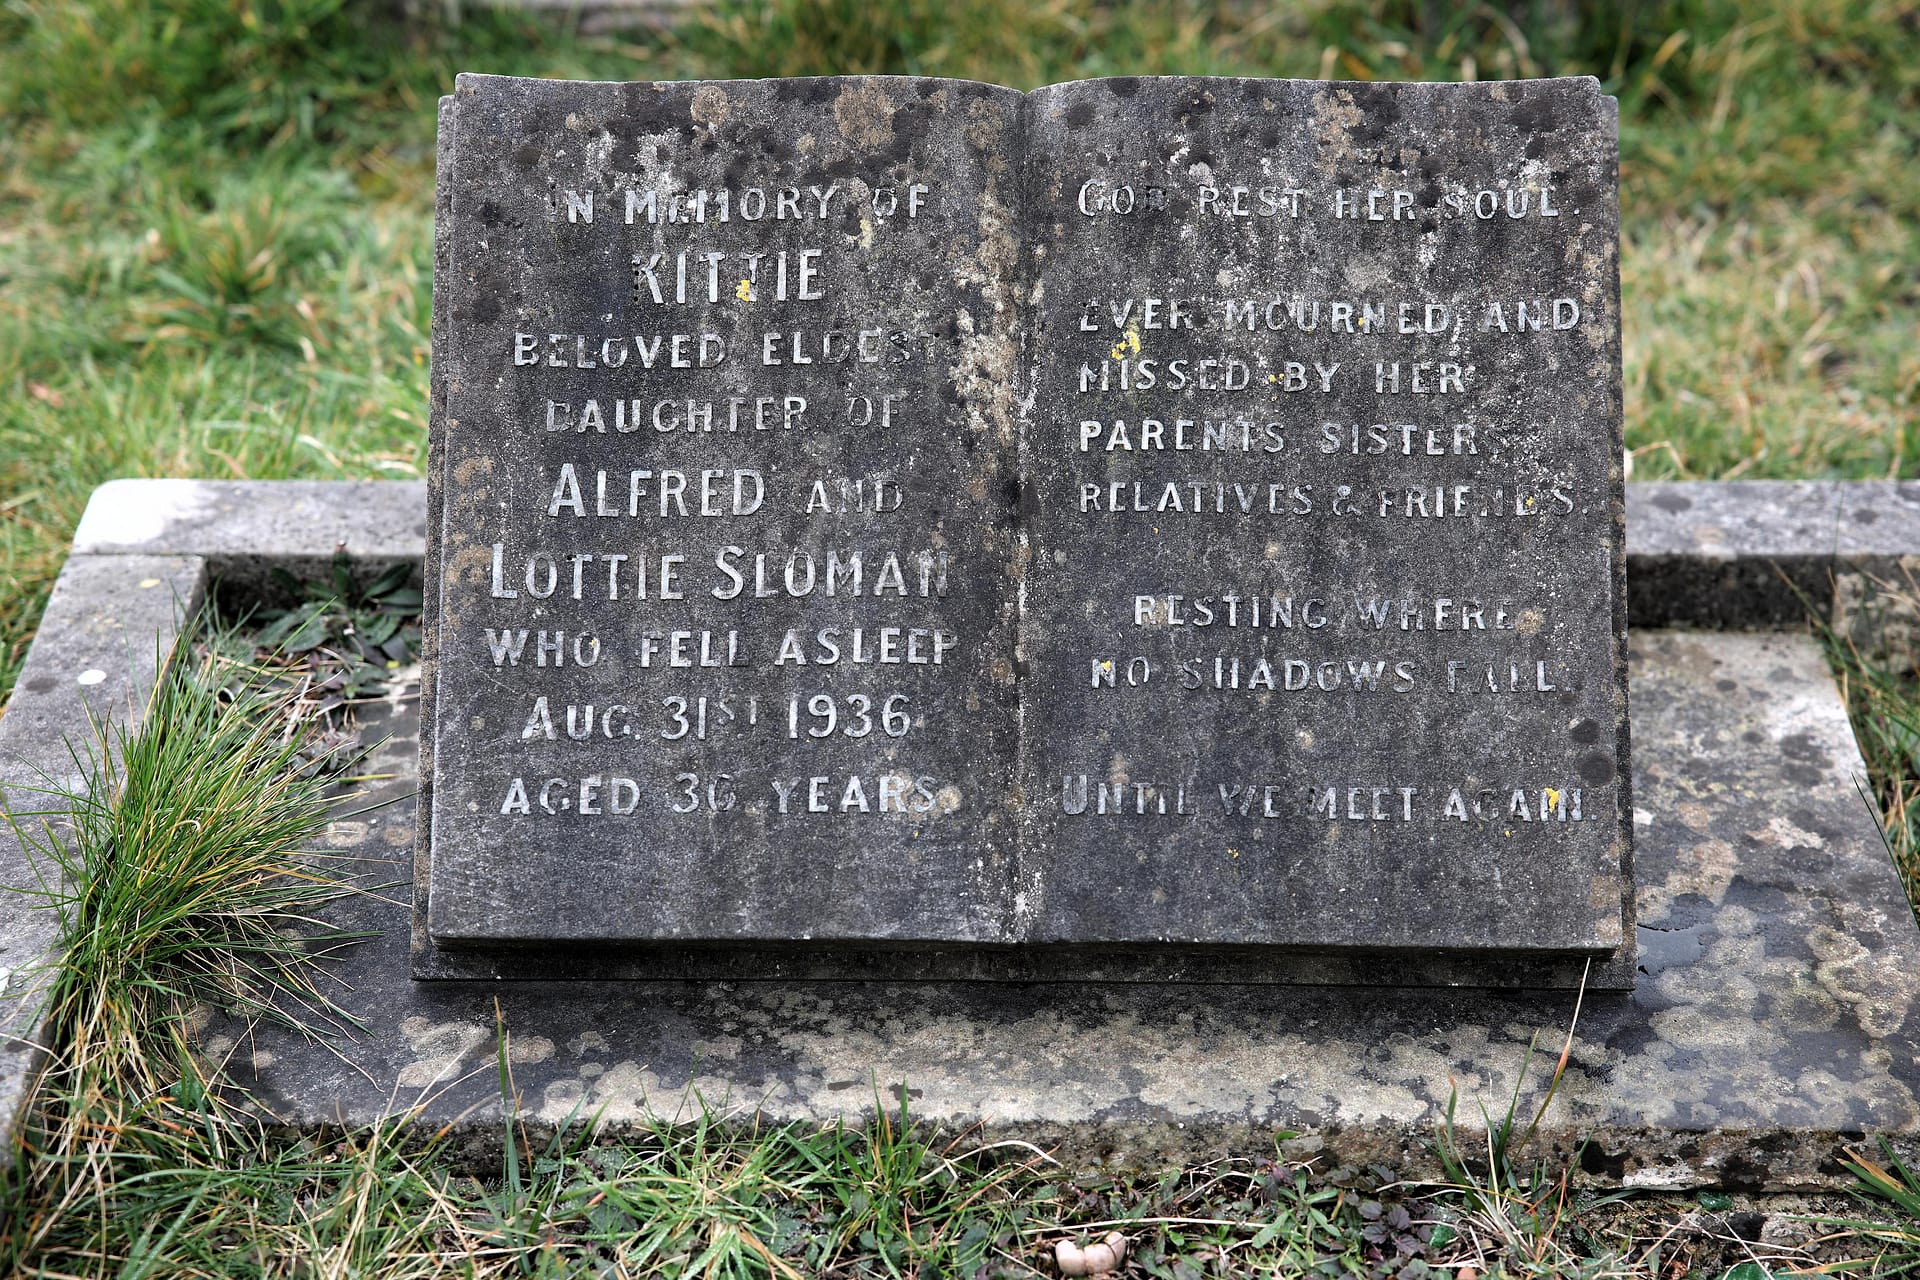 IN MEMORY OF
KITTIE
BELOVED ELDEST
DAUGHTER OF
ALFRED AND
LOTTIE SLOMAN
WHO FELL ASLEEP
AUG. 31ST 1936
AGED 36 YEARS.
GOD REST HER SOUL.
EVER MOURNED AND
MISSED BY HER
PARENTS, SISTERS
RELATIVES & FRIENDS.
RESTING WHERE
NO SHADOWS FALL
UNTIL WE MEET AGAIN.